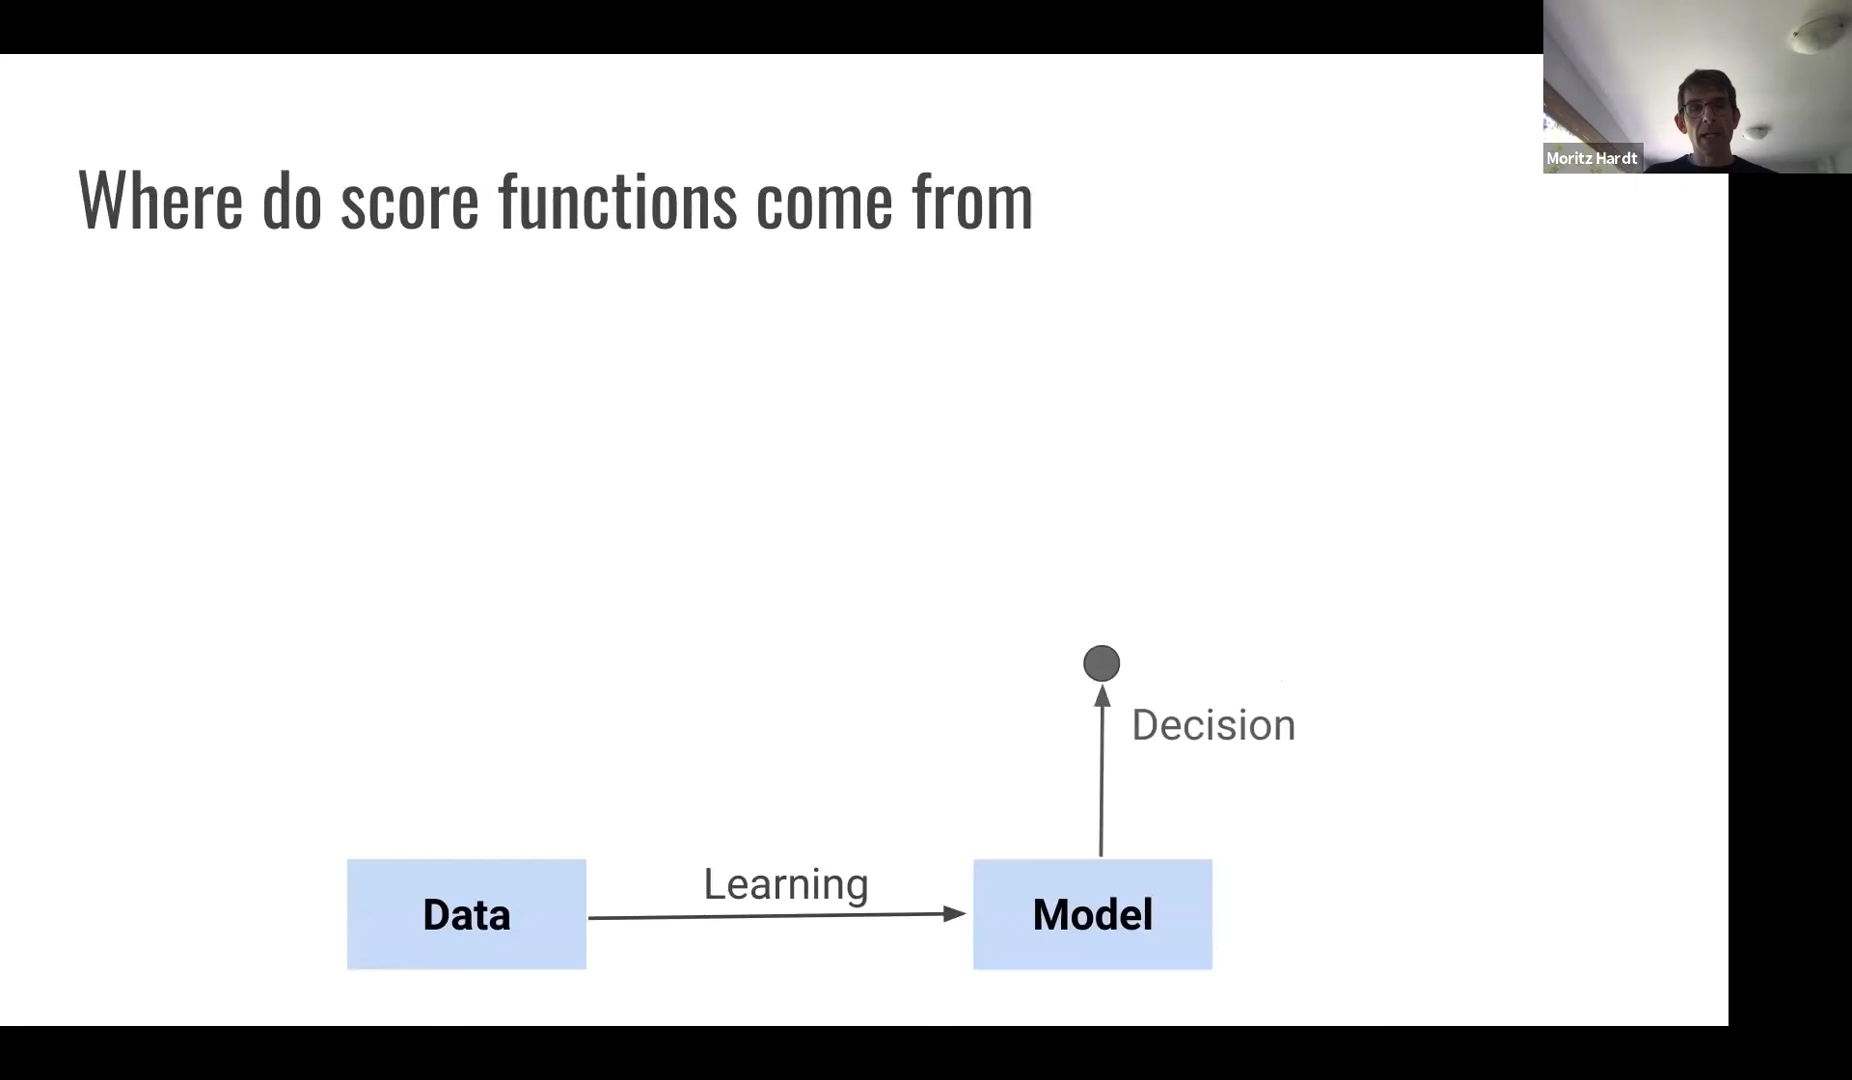 Moritz Hardt
Where do score functions come from
Decision
Learning
Data
Model